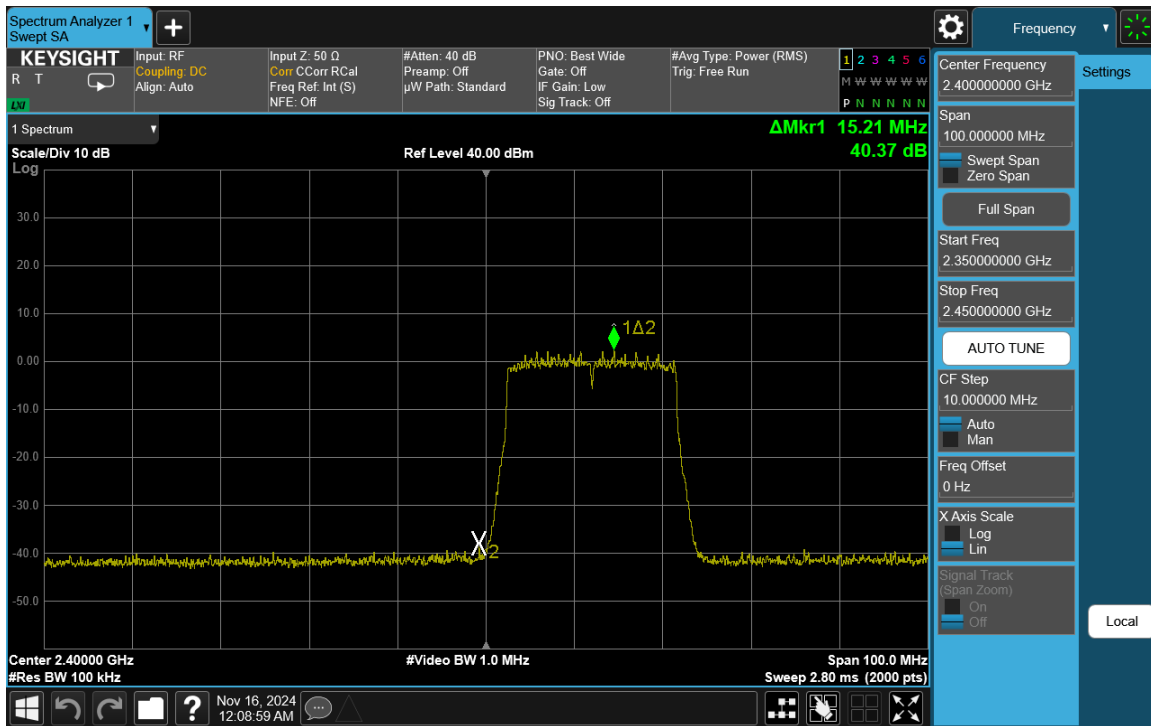 Spectrum Analyzer 1
Swept SA
Frequency
KEYSIGHT
R T
LXI
Input: RF
Coupling: DC
Align: Auto
Input Z: 50 Ω
Corr CCorr RCal
Freq Ref: Int (S)
NFE: Off
#Atten: 40 dB
Preamp: Off
µW Path: Standard
PNO: Best Wide
Gate: Off
IF Gain: Low
Sig Track: Off
#Avg Type: Power (RMS)
Trig: Free Run
1 2 3 4 5 6
M W W W W W
P N N N N N
1 Spectrum
Scale/Div 10 dB
Log
Ref Level 40.00 dBm
ΔMkr1 15.21 MHz
40.37 dB
30.0
20.0
10.0
0.00
-10.0
-20.0
-30.0
-40.0
-50.0
1Δ2
X2
Center 2.40000 GHz
#Res BW 100 kHz
#Video BW 1.0 MHz
Span 100.0 MHz
Sweep 2.80 ms (2000 pts)
Center Frequency
2.400000000 GHz
Span
100.000000 MHz
Swept Span
Zero Span
Full Span
Start Freq
2.350000000 GHz
Stop Freq
2.450000000 GHz
AUTO TUNE
CF Step
10.000000 MHz
Auto
Man
Freq Offset
0 Hz
X Axis Scale
Log
Lin
Signal Track
(Span Zoom)
On
Off
Settings
Local
?
Nov 16, 2024
12:08:59 AM